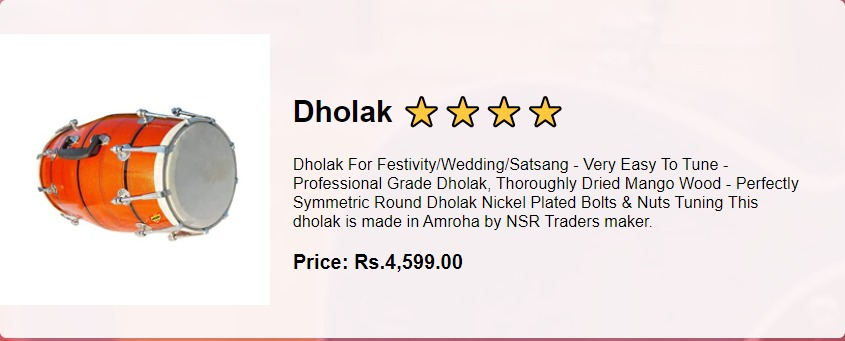 Dholak
Dholak For Festivity/Wedding/Satsang - Very Easy To Tune -
Professional Grade Dholak, Thoroughly Dried Mango Wood - Perfectly
Symmetric Round Dholak Nickel Plated Bolts & Nuts Tuning This
dholak is made in Amroha by NSR Traders maker.
Price: Rs.4,599.00